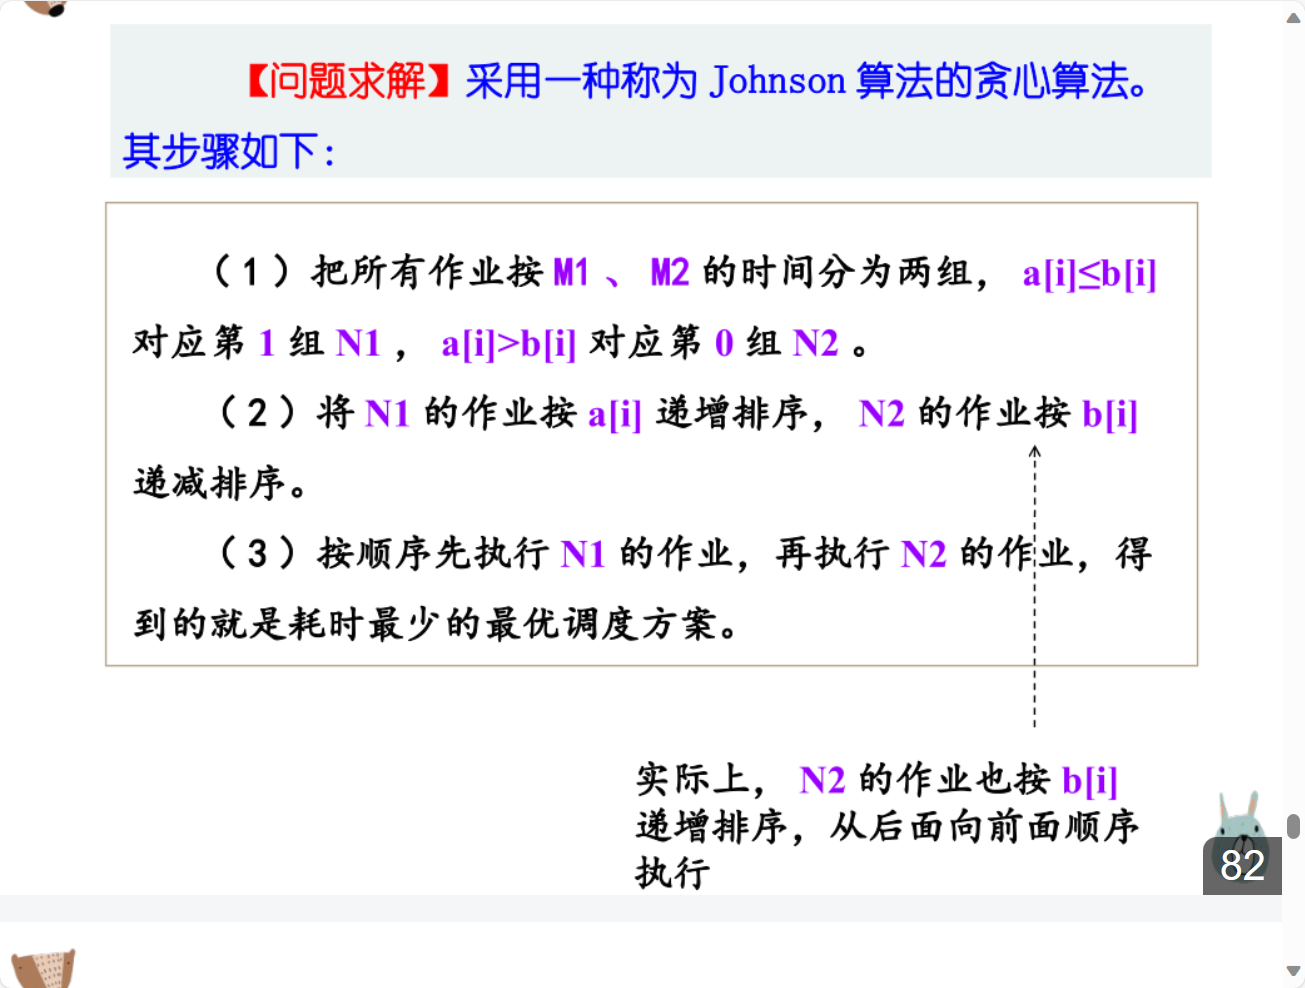 【问题求解】采用一种称为 Johnson 算法的贪心算法。
其步骤如下：
（1）把所有作业按 M1 、 M2 的时间分为两组， a[i]≤b[i]
对应第 1 组 N1 ， a[i]>b[i] 对应第 0 组 N2 。
（2）将 N1 的作业按 a[i] 递增排序， N2 的作业按 b[i]
递减排序。
（3）按顺序先执行 N1 的作业，再执行 N2 的作业，得
到的就是耗时最少的最优调度方案。
实际上， N2 的作业也按 b[i]
递增排序，从后面向前面顺序
执行
82